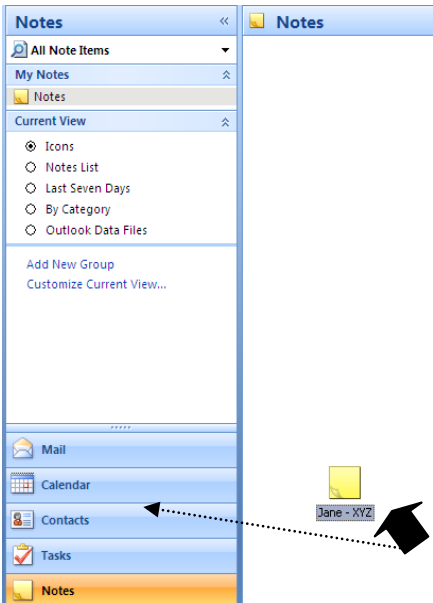 Notes
All Note Items
My Notes
Notes
Current View
Icons
Notes List
Last Seven Days
By Category
Outlook Data Files
Add New Group
Customize Current View...
Mail
Calendar
Contacts
Tasks
Notes
Notes
Jane - XYZ